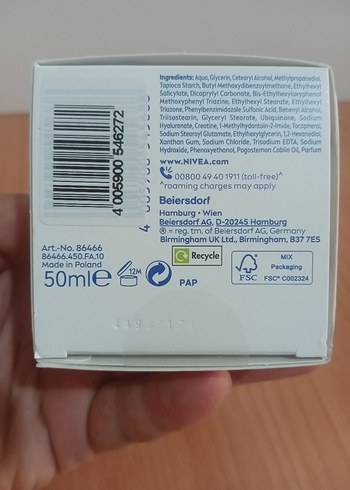 Ingredients: Aqua, Glycerin, Cetearyl Alcohol, Methylpropanediol,
Tapioca Starch, Butyl Methoxydibenzoylmethane, Ethylhexyl
Salicylate, Dicaprylyl Carbonate, Bis-Ethylhexyloxyphenol
Methoxyphenyl Triazine, Ethylhexyl Stearate, Ethylhexyl
Triazone, Phenylbenzimidazole Sulfonic Acid, Behenyl Alcohol,
Triisostearin, Glyceryl Stearate, Ubiquinone, Sodium
Hyaluronate, Creatine, 1-Methylhydantoin-2-Imide, Tocopherol,
Sodium Stearoyl Glutamate, Ethylhexylglycerin, 1,2-Hexanediol,
Xanthan Gum, Sodium Chloride, Trisodium EDTA, Sodium
Hydroxide, Phenoxyethanol, Pogostemon Cablin Oil, Parfum
www.NIVEA.com
00800 49 40 1911 (toll-free)^
^roaming charges may apply
Beiersdorf
Hamburg • Wien
Beiersdorf AG, D-20245 Hamburg
® = reg. tm. of Beiersdorf AG, Germany
Birmingham UK Ltd., Birmingham, B37 7ES
4 005900 546272
Art.-No. 86466
86466.450.FA.10
Made in Poland
50ml e
12M
PAP
Recycle
FSC
MIX
Packaging
FSC® C002324